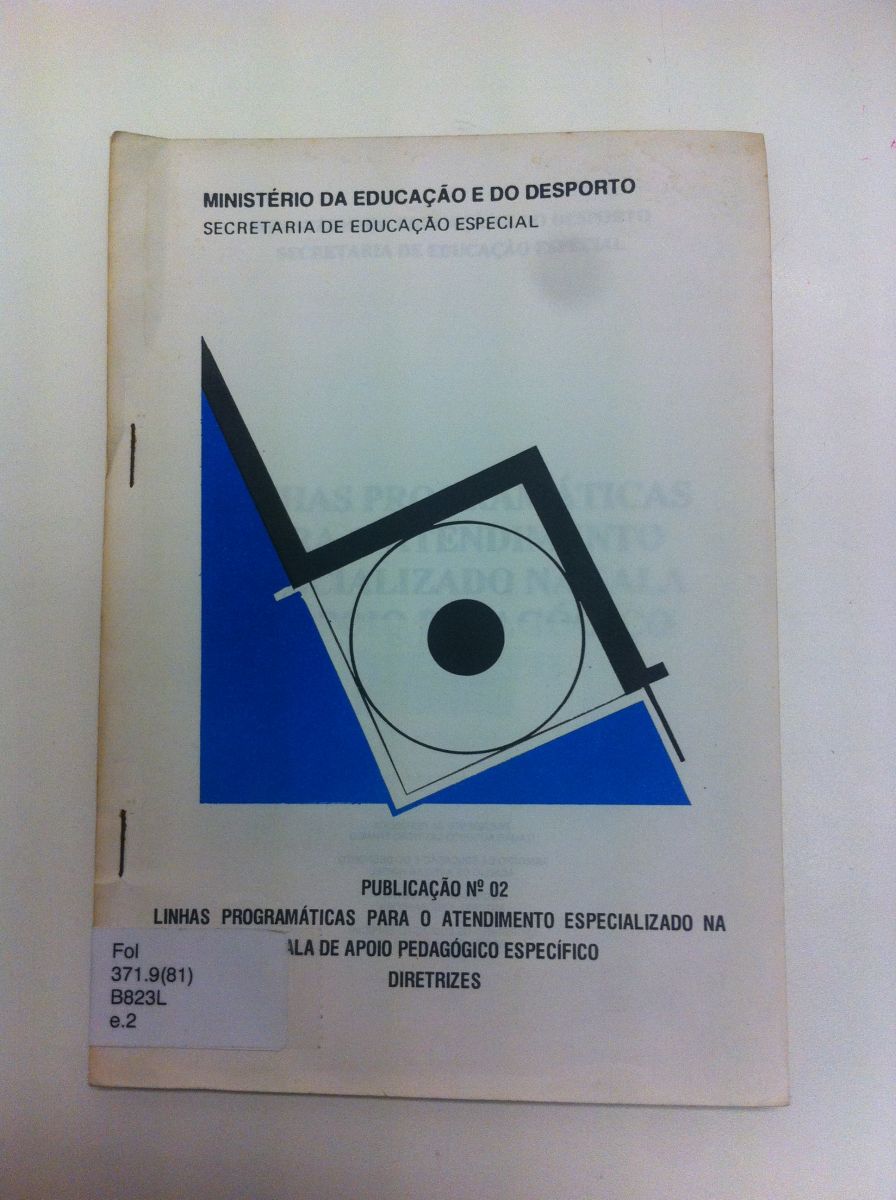 MINISTÉRIO DA EDUCAÇÃO E DO DESPORTO
SECRETARIA DE EDUCAÇÃO ESPECIAL
PUBLICAÇÃO Nº 02
LINHAS PROGRAMÁTICAS PARA O ATENDIMENTO ESPECIALIZADO NA
ALA DE APOIO PEDAGÓGICO ESPECÍFICO
DIRETRIZES
Fol
371.9(81)
B823L
e.2